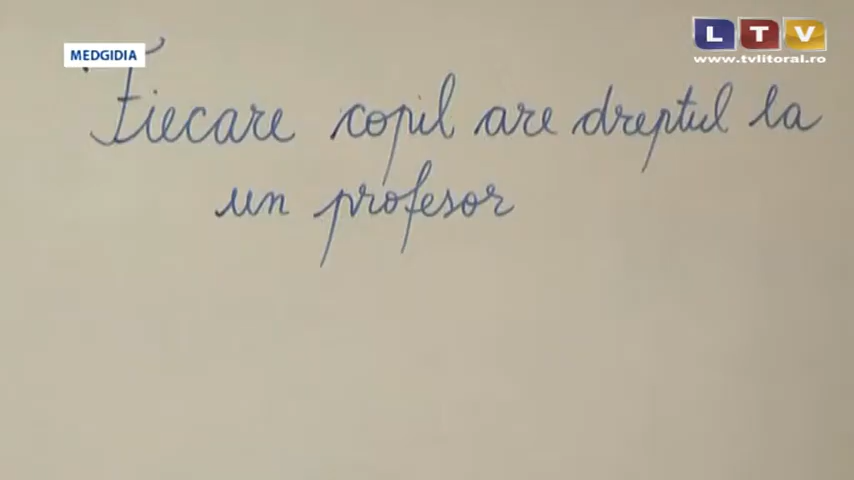 MEDGIDIA
LTV
www.tvlitoral.ro
Fiecare copil are dreptul la
un profesor